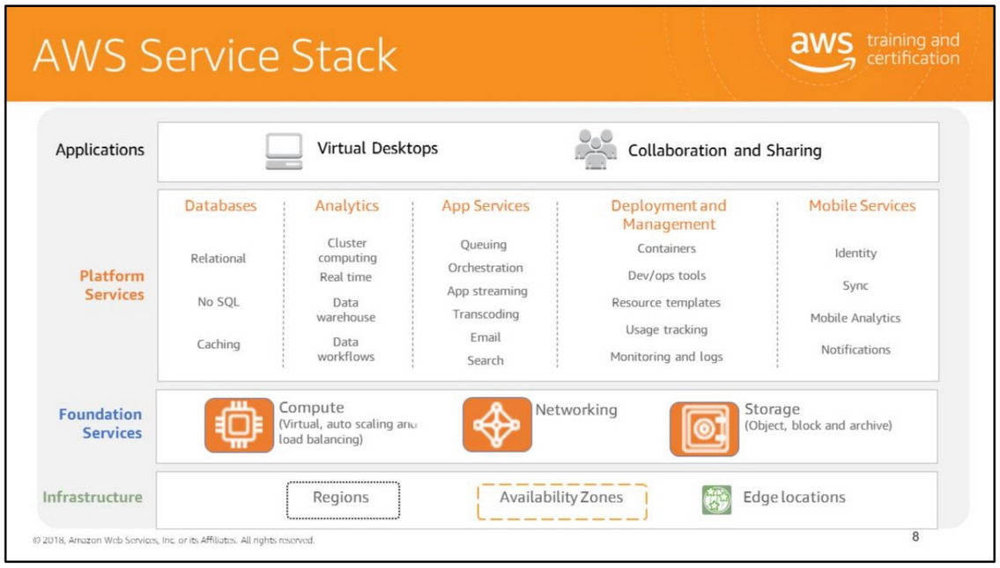 AWS Service Stack
aws training and
certification
Applications
Virtual Desktops
Collaboration and Sharing
Platform
Services
Databases
Relational
No SQL
Caching
Analytics
Cluster
computing
Real time
Data
warehouse
Data
workflows
App Services
Queuing
Orchestration
App streaming
Transcoding
Email
Search
Deployment and
Management
Containers
Dev/ops tools
Resource templates
Usage tracking
Monitoring and logs
Mobile Services
Identity
Sync
Mobile Analytics
Notifications
Foundation
Services
Compute
(Virtual, auto scaling and
load balancing)
Networking
Storage
(Object, block and archive)
Infrastructure
Regions
Availability Zones
Edge locations
© 2018, Amazon Web Services, Inc. or its Affiliates. All rights reserved.
8